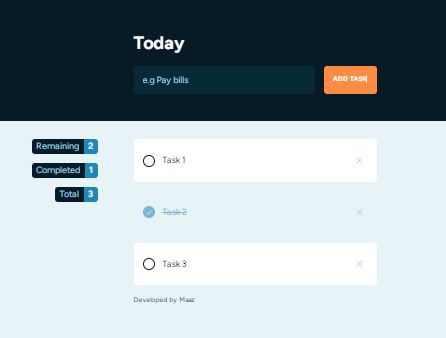 Today
e.g Pay bills
ADD TASK
Remaining 2
Completed 1
Total 3
Task 1
Task 2
Task 3
Developed by Maaz